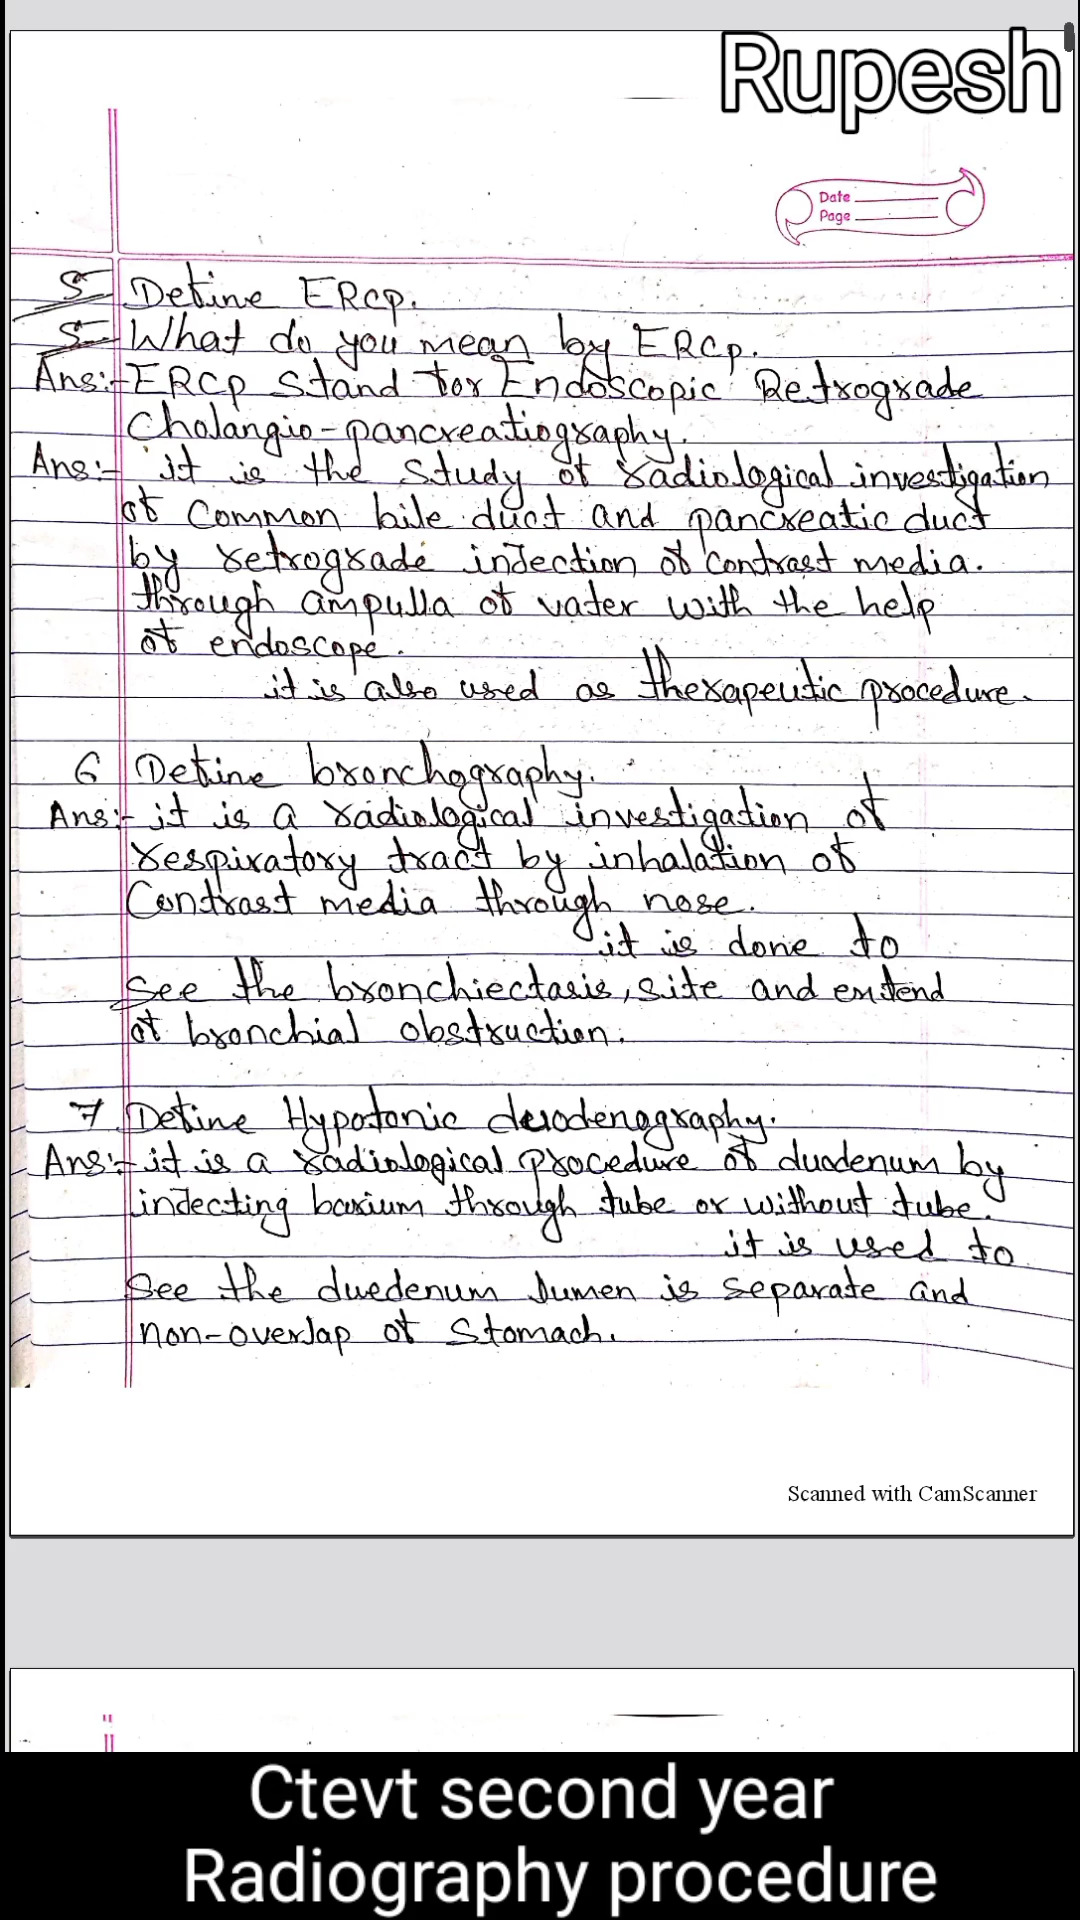 Rupesh
Date
Page
5 Define ERCP.
5 What do you mean by ERCP.
Ans:- ERCP Stand for Endoscopic Retrograde
Cholangio-pancreatiography.
Ans:- it is the study of radiological investigation
of Common bile duct and pancreatic duct
by retrograde injection of contrast media.
through ampulla of vater with the help
of endoscope.
it is also used as therapeutic procedure.
6 Define bronchography.
Ans:- it is a radiological investigation of
respiratory tract by inhalation of
Contrast media through nose.
it is done to
See the bronchiectasis, site and extend
of bronchial obstruction.
7 Define Hypotonic deuodenography.
Ans:- it is a radiological procedure of duodenum by
injecting barium through tube or without tube.
it is used to
See the duedenum lumen is separate and
non-overlap of Stomach.
Scanned with CamScanner
Ctevt second year
Radiography procedure